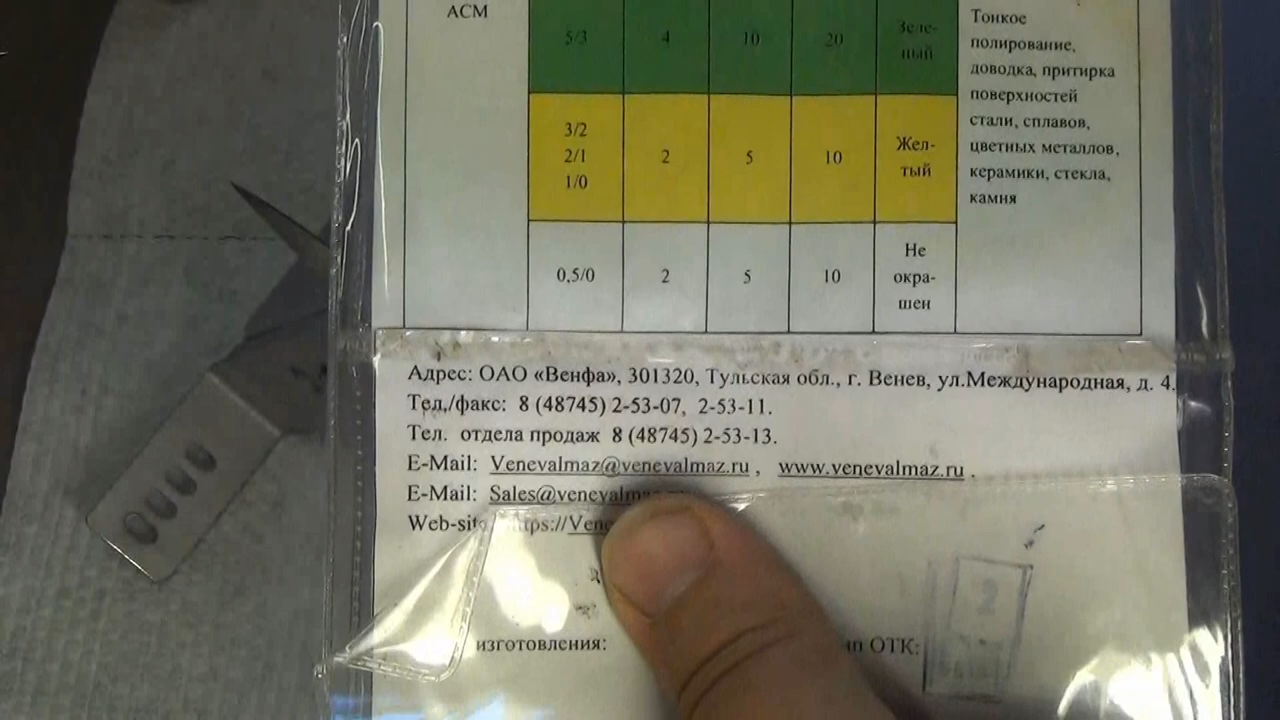 АСМ
5/3 4 10 20 Зеле-
ный
Тонкое
полирование,
доводка, притирка
поверхностей
стали, сплавов,
цветных металлов,
керамики, стекла,
камня
3/2
2/1
1/0
2 5 10 Жел-
тый
0,5/0 2 5 10 Не
окра-
шен
Адрес: ОАО «Венфа», 301320, Тульская обл., г. Венев, ул.Международная, д. 4.
Тел./факс: 8 (48745) 2-53-07, 2-53-11.
Тел. отдела продаж 8 (48745) 2-53-13.
E-Mail: Venevalmaz@venevalmaz.ru , www.venevalmaz.ru .
E-Mail: Sales@venevalmaz
Web-site
изготовления: ОТК:
2